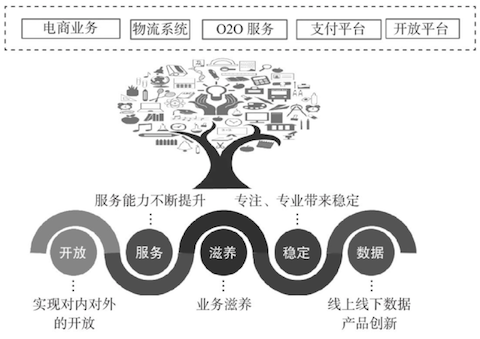 电商业务 物流系统 O2O 服务 支付平台 开放平台
服务能力不断提升 专注、专业带来稳定
开放 服务 滋养 稳定 数据
实现对内对外
的开放
业务滋养
线上线下数据
产品创新